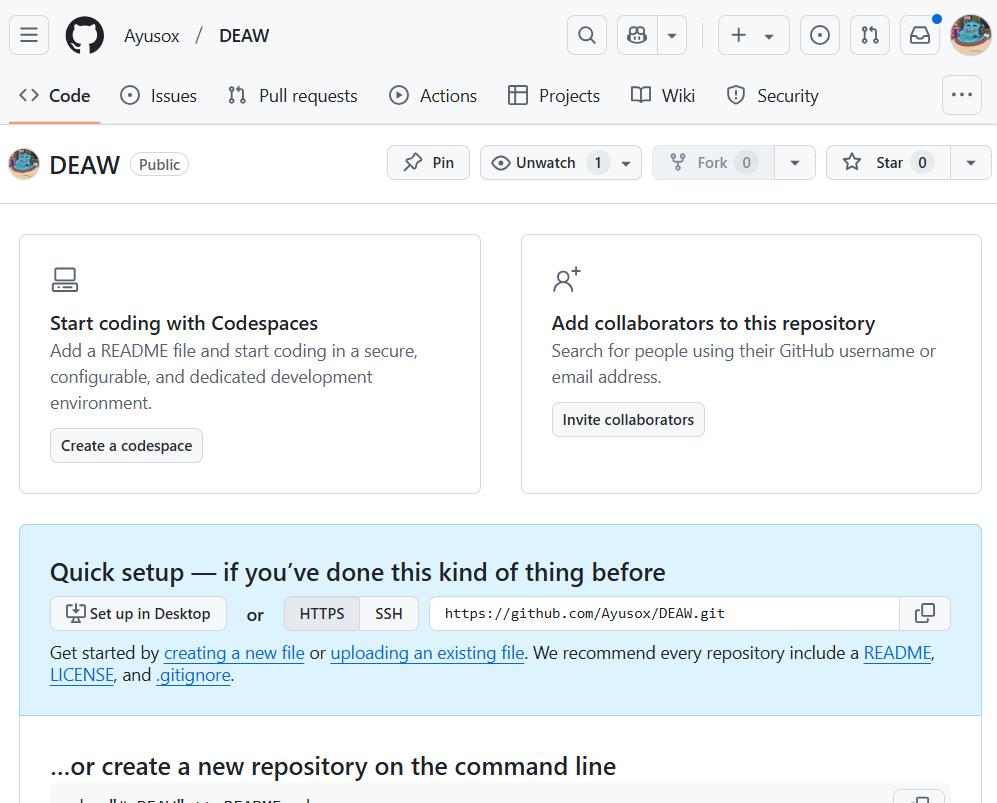 Ayusox / DEAW
Code Issues Pull requests Actions Projects Wiki Security
DEAW Public Pin Unwatch 1 Fork 0 Star 0
Start coding with Codespaces
Add a README file and start coding in a secure,
configurable, and dedicated development
environment.
Create a codespace
Add collaborators to this repository
Search for people using their GitHub username or
email address.
Invite collaborators
Quick setup — if you’ve done this kind of thing before
Set up in Desktop or HTTPS SSH https://github.com/Ayusox/DEAW.git
Get started by creating a new file or uploading an existing file. We recommend every repository include a README,
LICENSE, and .gitignore.
...or create a new repository on the command line